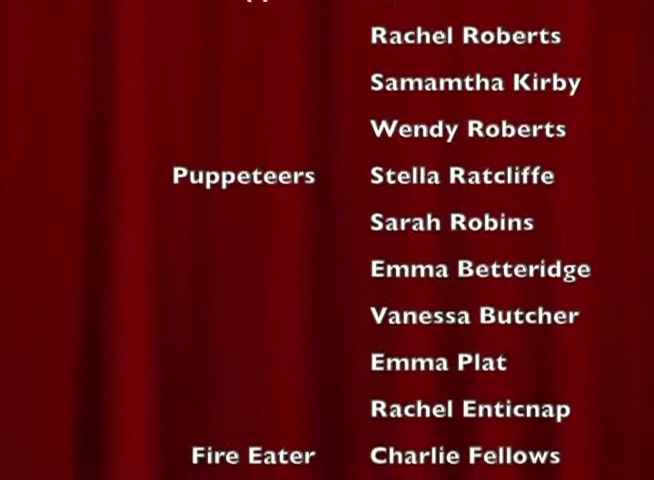 Rachel Roberts
Samamtha Kirby
Wendy Roberts
Puppeteers Stella Ratcliffe
Sarah Robins
Emma Betteridge
Vanessa Butcher
Emma Plat
Rachel Enticnap
Fire Eater Charlie Fellows